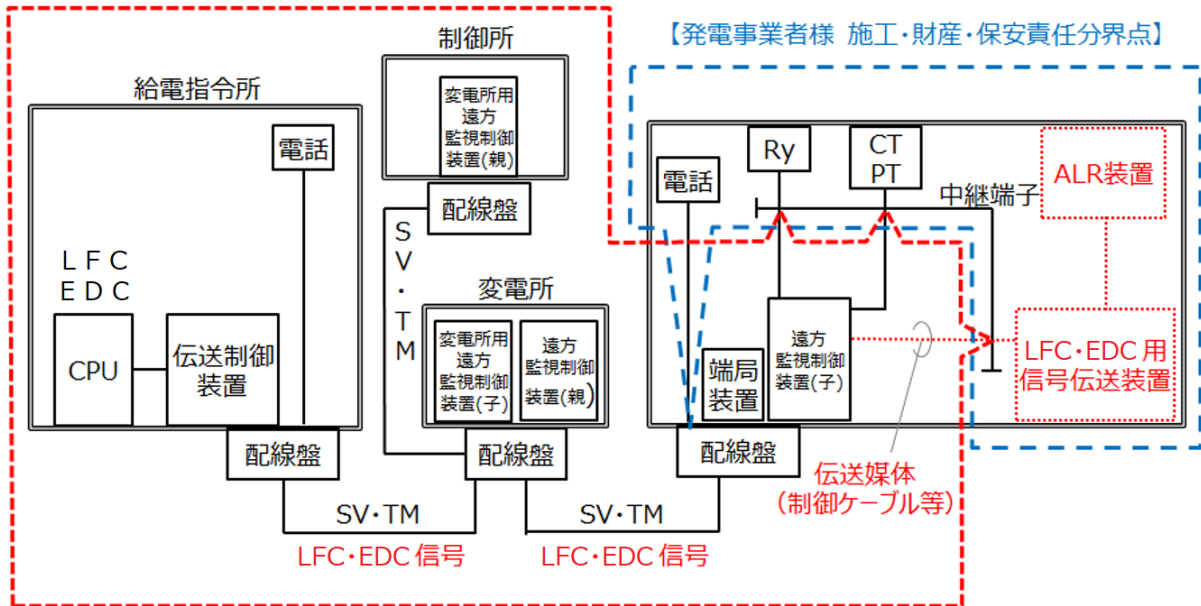 【発電事業者様 施工・財産・保安責任分界点】
制御所
変電所用
遠方
監視制御
装置(親)
配線盤
給電指令所
電話
LFC
EDC
CPU
伝送制御
装置
配線盤
SV・TM
変電所
変電所用
遠方
監視制御
装置(子)
遠方
監視制御
装置(親)
配線盤
SV・TM
LFC・EDC信号
SV・TM
LFC・EDC信号
電話
Ry
CT
PT
中継端子
ALR装置
端局
装置
遠方
監視制御
装置(子)
LFC・EDC用
信号伝送装置
配線盤
伝送媒体
(制御ケーブル等)